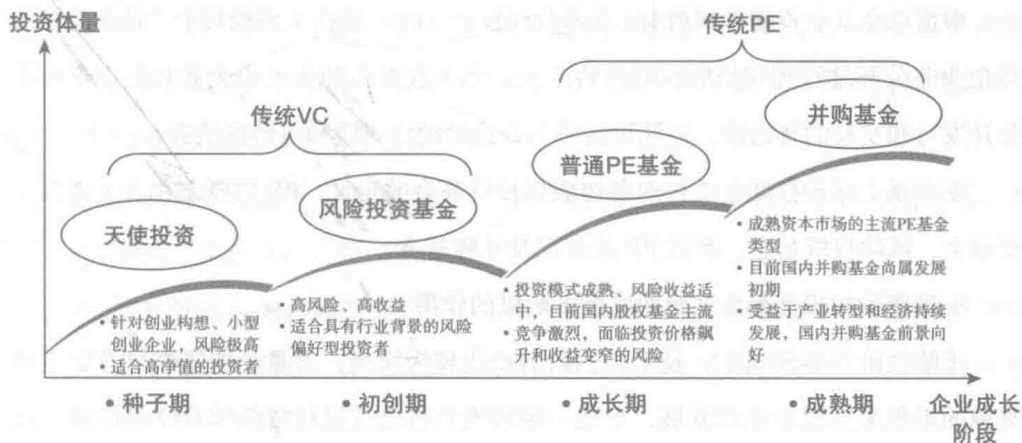 投资体量
传统PE
传统VC
并购基金
普通PE基金
风险投资基金
天使投资
• 成熟资本市场的主流PE基金
类型
• 目前国内并购基金尚属发展
初期
• 受益于产业转型和经济持续
发展，国内并购基金前景向
好
• 投资模式成熟、风险收益适
中，目前国内股权基金主流
• 竞争激烈，面临投资价格飙
升和收益变窄的风险
• 高风险、高收益
• 适合具有行业背景的风险
偏好型投资者
• 针对创业构想、小型
创业企业，风险极高
• 适合高净值的投资者
• 种子期
• 初创期
• 成长期
• 成熟期
企业成长
阶段